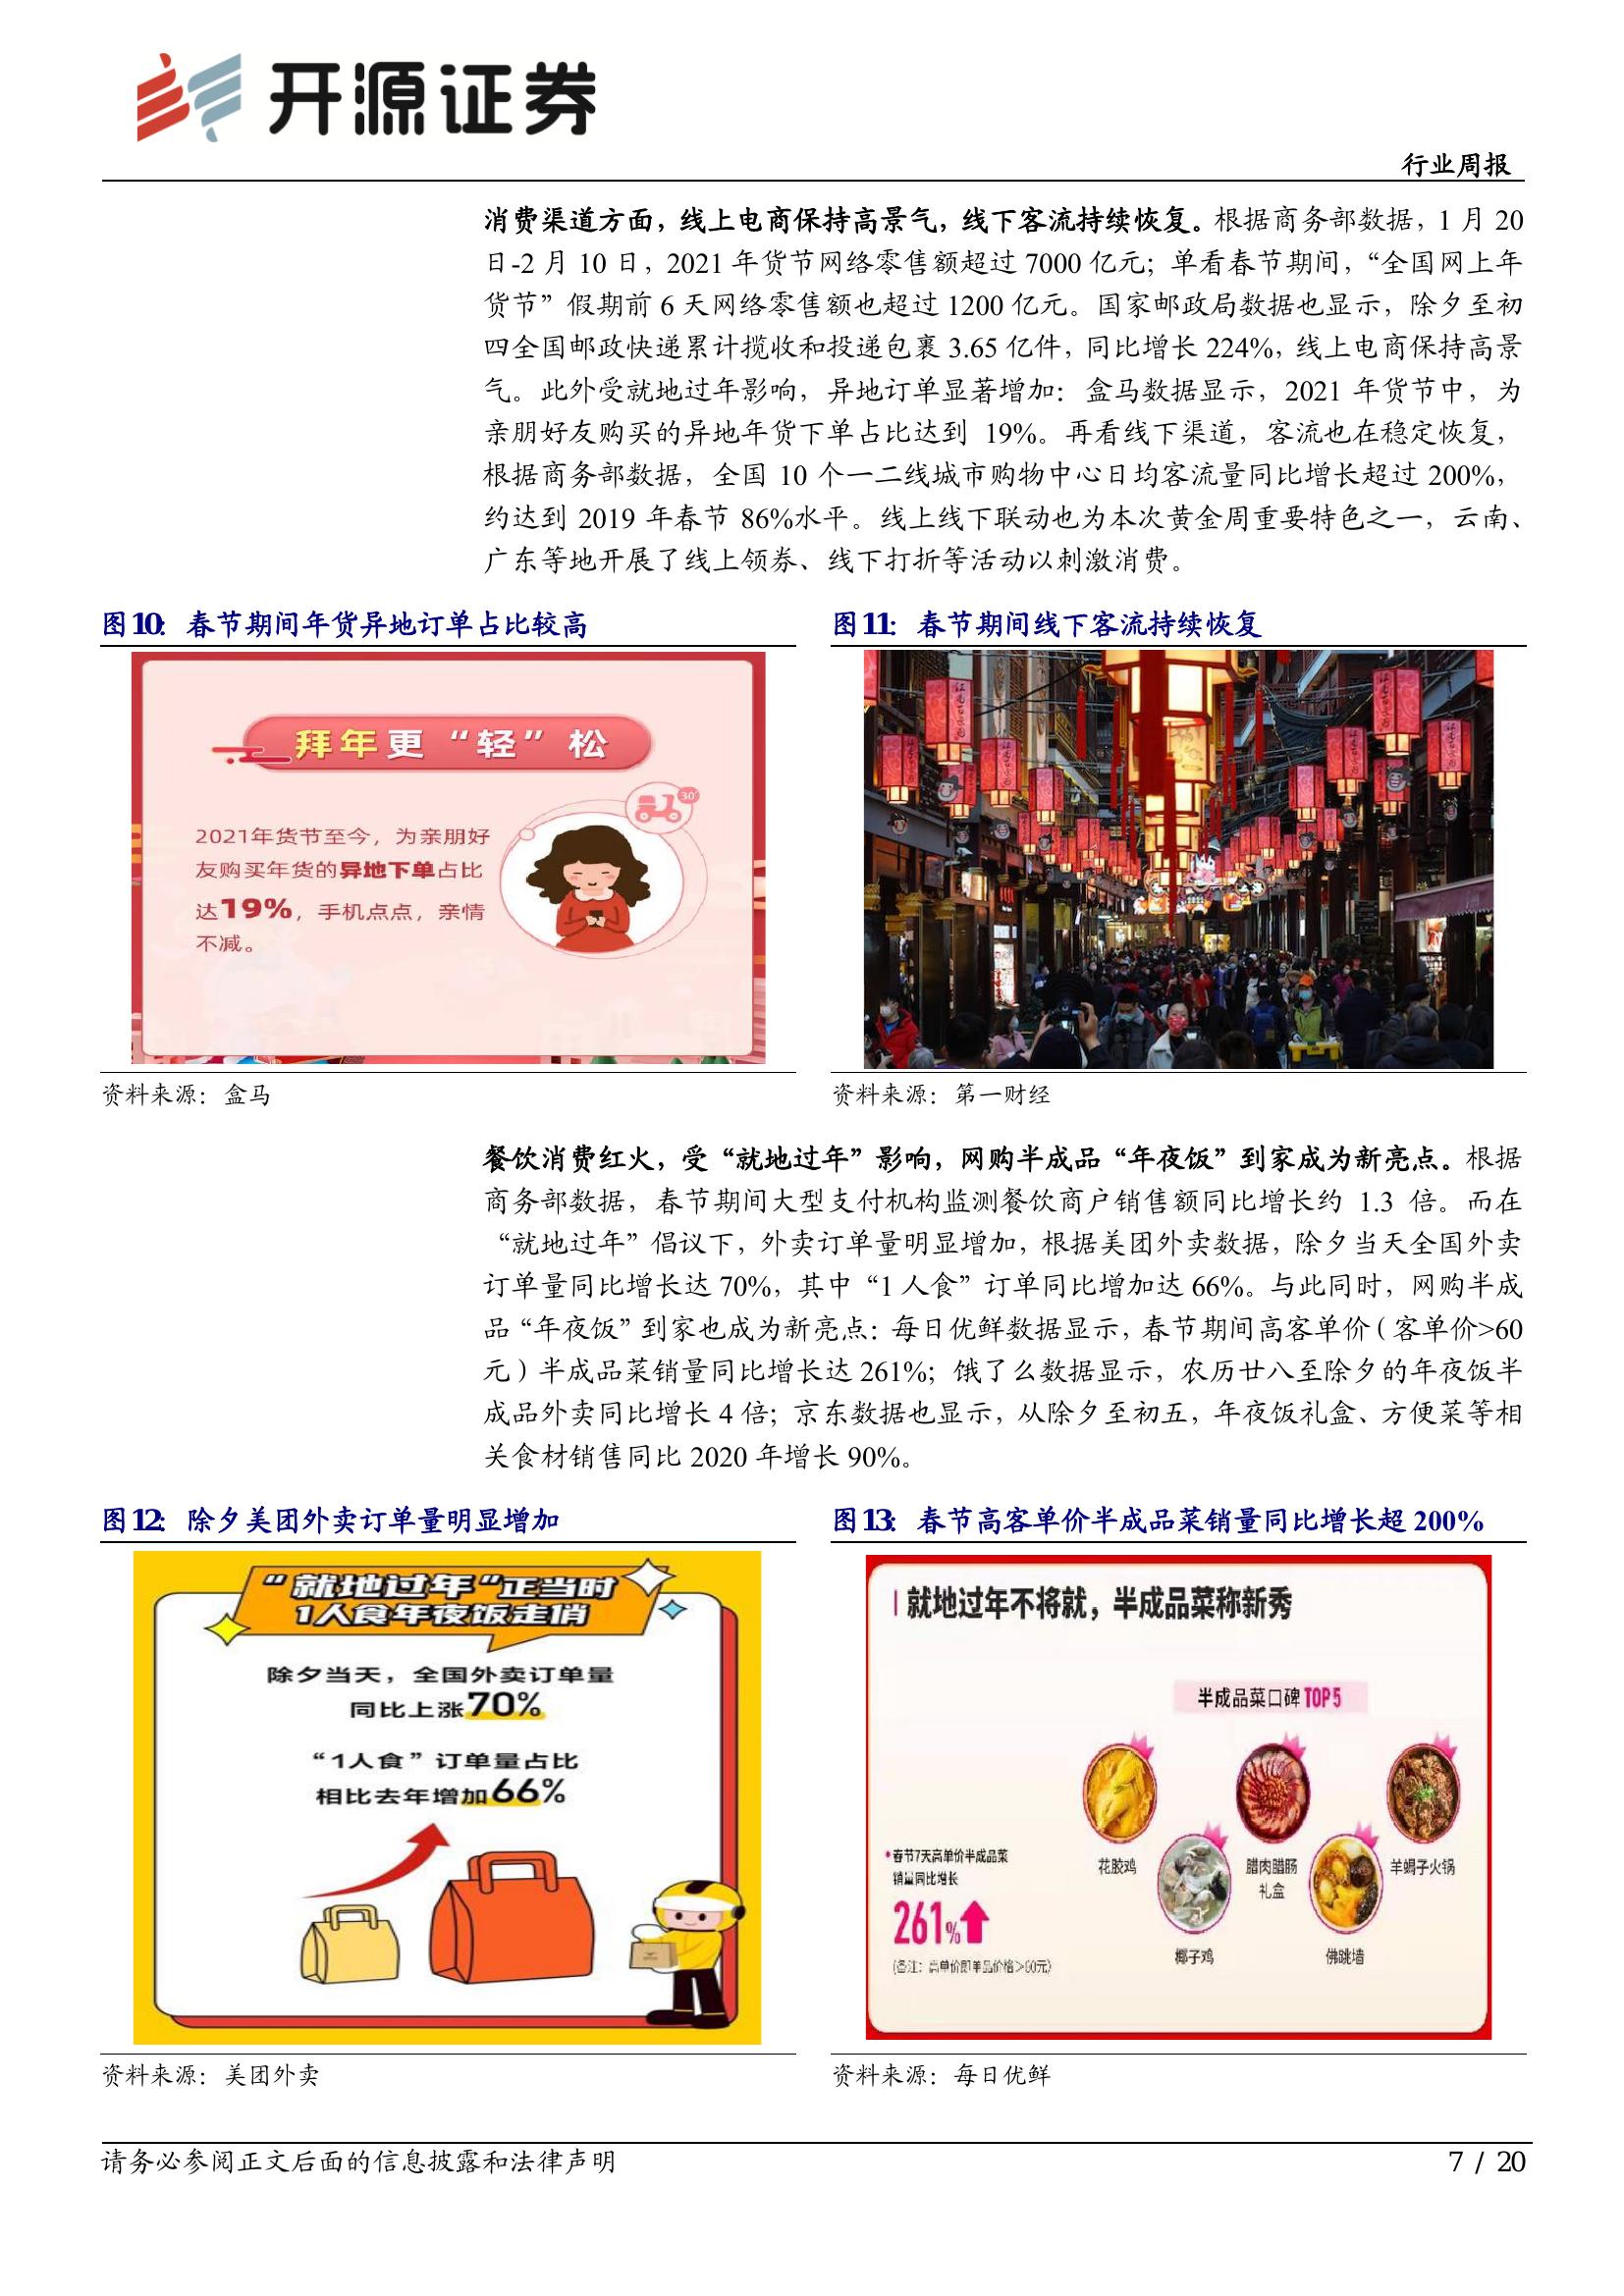 开源证券
行业周报
消费渠道方面，线上电商保持高景气，线下客流持续恢复。根据商务部数据，1 月 20
日-2 月 10 日，2021 年货节网络零售额超过 7000 亿元；单看春节期间，“全国网上年
货节”假期前 6 天网络零售额也超过 1200 亿元。国家邮政局数据也显示，除夕至初
四全国邮政快递累计揽收和投递包裹 3.65 亿件，同比增长 224%，线上电商保持高景
气。此外受就地过年影响，异地订单显著增加：盒马数据显示，2021 年货节中，为
亲朋好友购买的异地年货下单占比达到 19%。再看线下渠道，客流也在稳定恢复，
根据商务部数据，全国 10 个一二线城市购物中心日均客流量同比增长超过 200%，
约达到 2019 年春节 86%水平。线上线下联动也为本次黄金周重要特色之一，云南、
广东等地开展了线上领券、线下打折等活动以刺激消费。
图10：春节期间年货异地订单占比较高
拜年更“轻”松
30'
2021年货节至今，为亲朋好
友购买年货的异地下单占比
达19%，手机点点，亲情
不减。
资料来源：盒马
图11：春节期间线下客流持续恢复
资料来源：第一财经
餐饮消费红火，受“就地过年”影响，网购半成品“年夜饭”到家成为新亮点。根据
商务部数据，春节期间大型支付机构监测餐饮商户销售额同比增长约 1.3 倍。而在
“就地过年”倡议下，外卖订单量明显增加，根据美团外卖数据，除夕当天全国外卖
订单量同比增长达 70%，其中“1 人食”订单同比增加达 66%。与此同时，网购半成
品“年夜饭”到家也成为新亮点：每日优鲜数据显示，春节期间高客单价（客单价>60
元）半成品菜销量同比增长达 261%；饿了么数据显示，农历廿八至除夕的年夜饭半
成品外卖同比增长 4 倍；京东数据也显示，从除夕至初五，年夜饭礼盒、方便菜等相
关食材销售同比 2020 年增长 90%。
图12：除夕美团外卖订单量明显增加
“就地过年”正当时
1人食年夜饭走俏
除夕当天，全国外卖订单量
同比上涨70%
“1人食”订单量占比
相比去年增加66%
资料来源：美团外卖
图13：春节高客单价半成品菜销量同比增长超 200%
就地过年不将就，半成品菜称新秀
半成品菜口碑TOP5
花胶鸡
腊肉腊肠
礼盒
羊蝎子火锅
椰子鸡
佛跳墙
春节7天高单价半成品菜
销量同比增长
261%
(备注：高单价即单品价格>60元)
资料来源：每日优鲜
请务必参阅正文后面的信息披露和法律声明
7 / 20